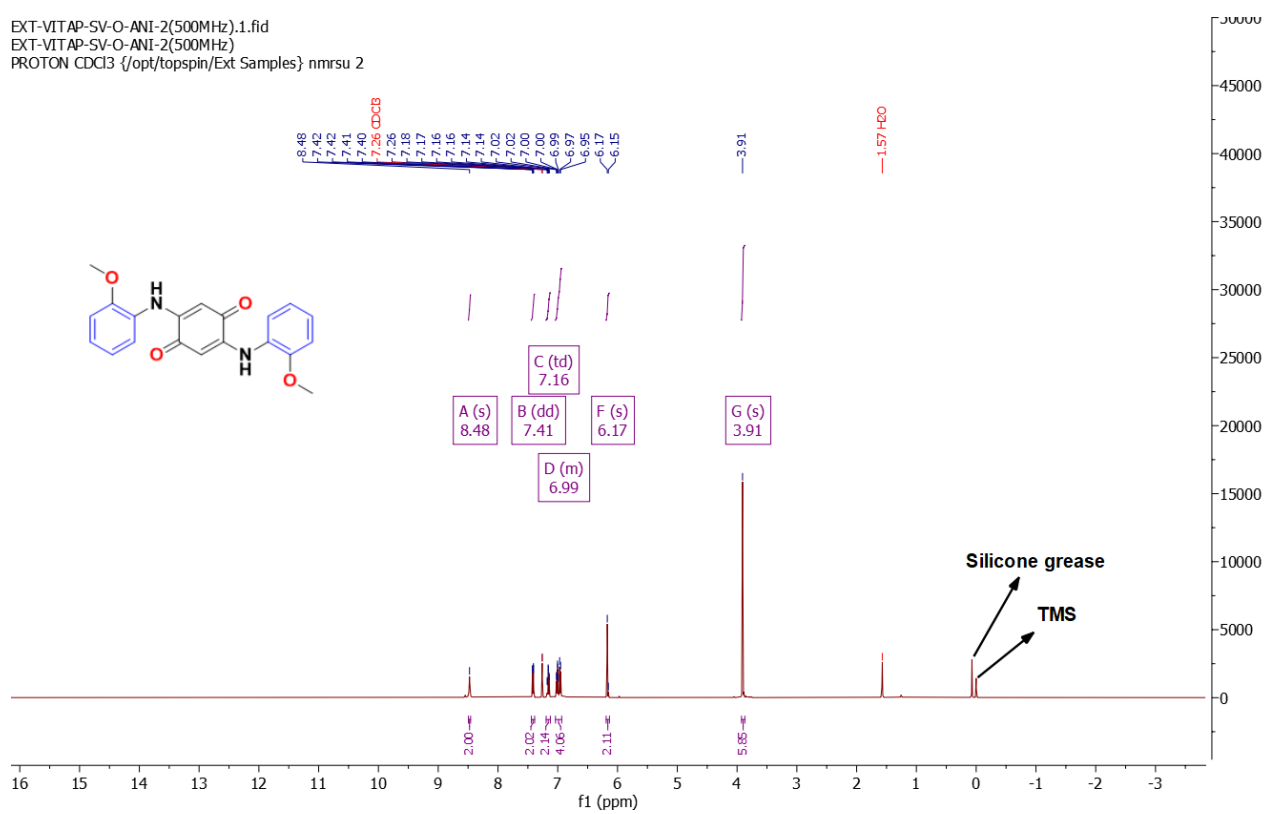 EXT-VITAP-SV-O-ANI-2(500MHz).1.fid
EXT-VITAP-SV-O-ANI-2(500MHz)
PROTON CDCl3 {/opt/topspin/Ext Samples} nmrsu 2
8.48
7.42
7.42
7.41
7.40
7.26 CDCl3
7.26
7.18
7.17
7.16
7.16
7.14
7.14
7.02
7.02
7.00
7.00
6.99
6.97
6.95
6.17
6.15
3.91
1.57 H2O
50000
45000
40000
35000
30000
25000
20000
15000
10000
5000
0
O
H
N
O
O
N
H
O
C (td)
7.16
A (s)
8.48
B (dd)
7.41
F (s)
6.17
G (s)
3.91
D (m)
6.99
Silicone grease
TMS
2.00
2.02
2.14
4.06
2.11
5.85
16 15 14 13 12 11 10 9 8 7 6 5 4 3 2 1 0 -1 -2 -3
f1 (ppm)